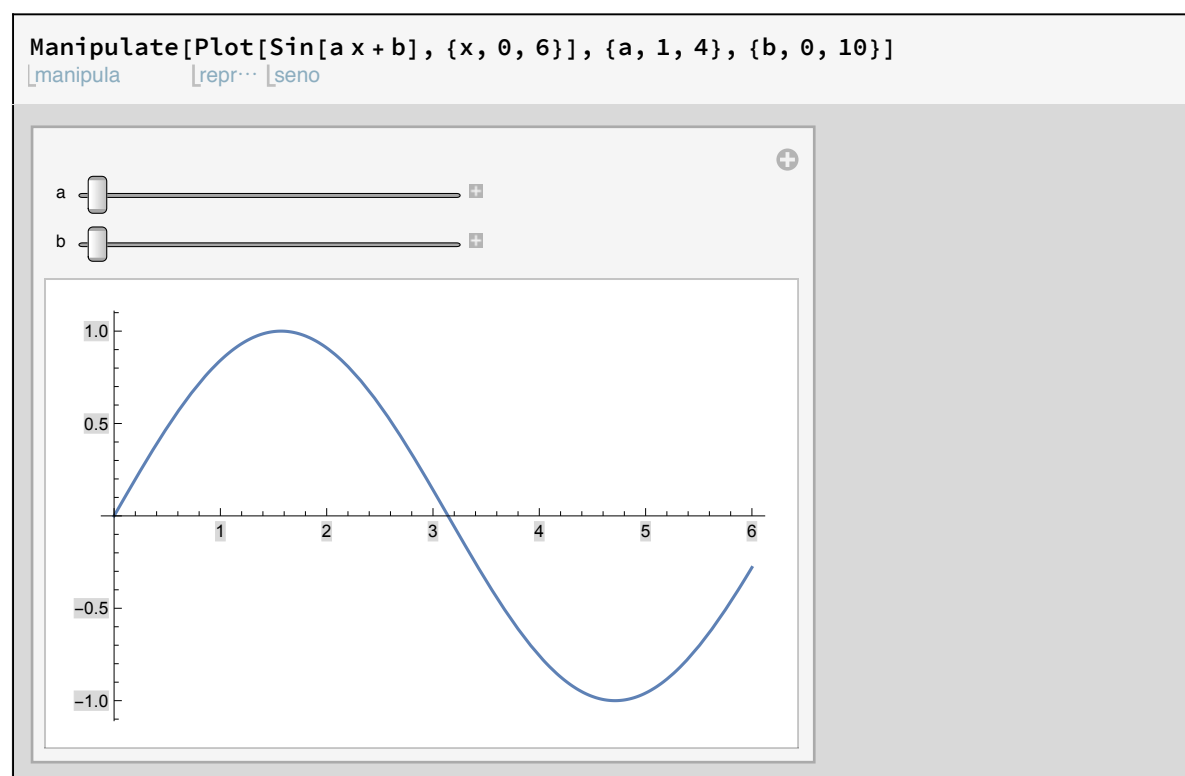 Manipulate[Plot[Sin[a x + b], {x, 0, 6}], {a, 1, 4}, {b, 0, 10}]
manipula repr⋯ seno
a
b
1.0
0.5
1 2 3 4 5 6
-0.5
-1.0